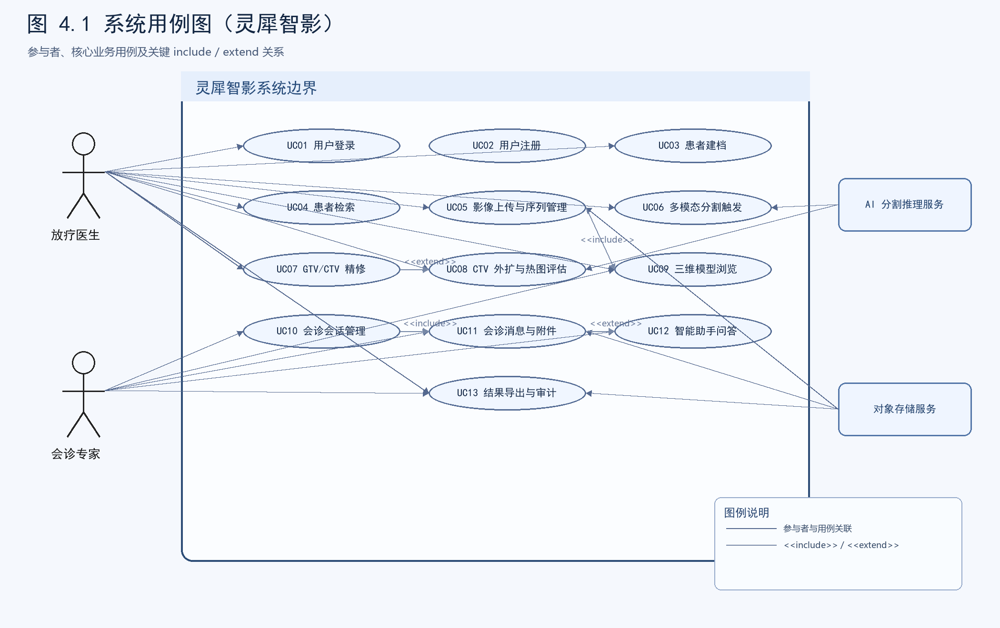 图 4.1 系统用例图（灵犀智影）
参与者、核心业务用例及关键 include / extend 关系
灵犀智影系统边界
UC01 用户登录
UC02 用户注册
UC03 患者建档
UC04 患者检索
UC05 影像上传与序列管理
UC06 多模态分割触发
AI 分割推理服务
放疗医生
<<include>>
<<extend>>
UC07 GTV/CTV 精修
UC08 CTV 外扩与热图评估
UC09 三维模型浏览
<<include>>
<<extend>>
UC10 会诊会话管理
UC11 会诊消息与附件
UC12 智能助手问答
UC13 结果导出与审计
对象存储服务
会诊专家
图例说明
参与者与用例关联
<<include>> / <<extend>>